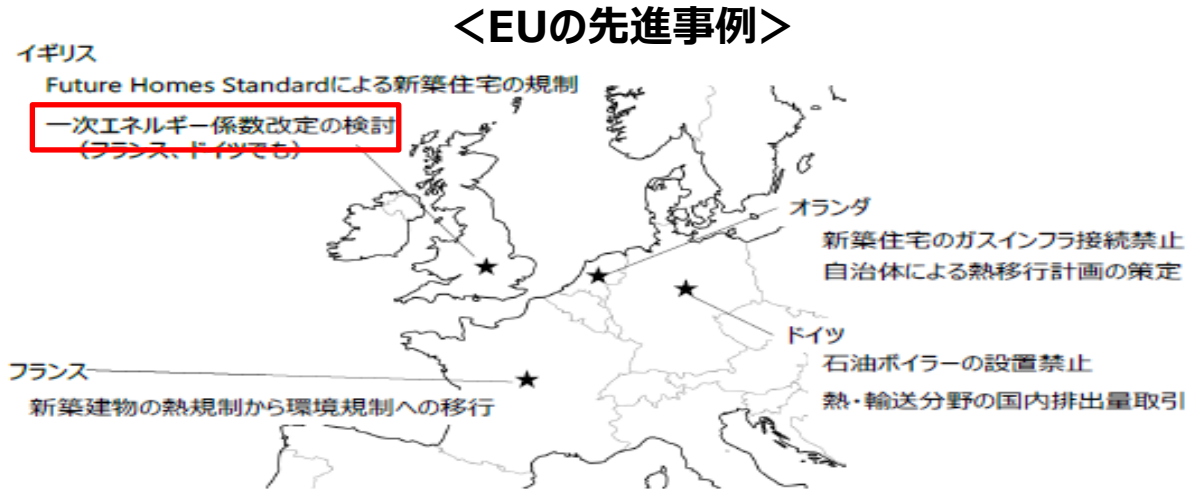 ＜EUの先進事例＞
イギリス
Future Homes Standardによる新築住宅の規制
一次エネルギー係数改定の検討
（フランス、ドイツでも）
オランダ
新築住宅のガスインフラ接続禁止
自治体による熱移行計画の策定
ドイツ
石油ボイラーの設置禁止
熱・輸送分野の国内排出量取引
フランス
新築建物の熱規制から環境規制への移行